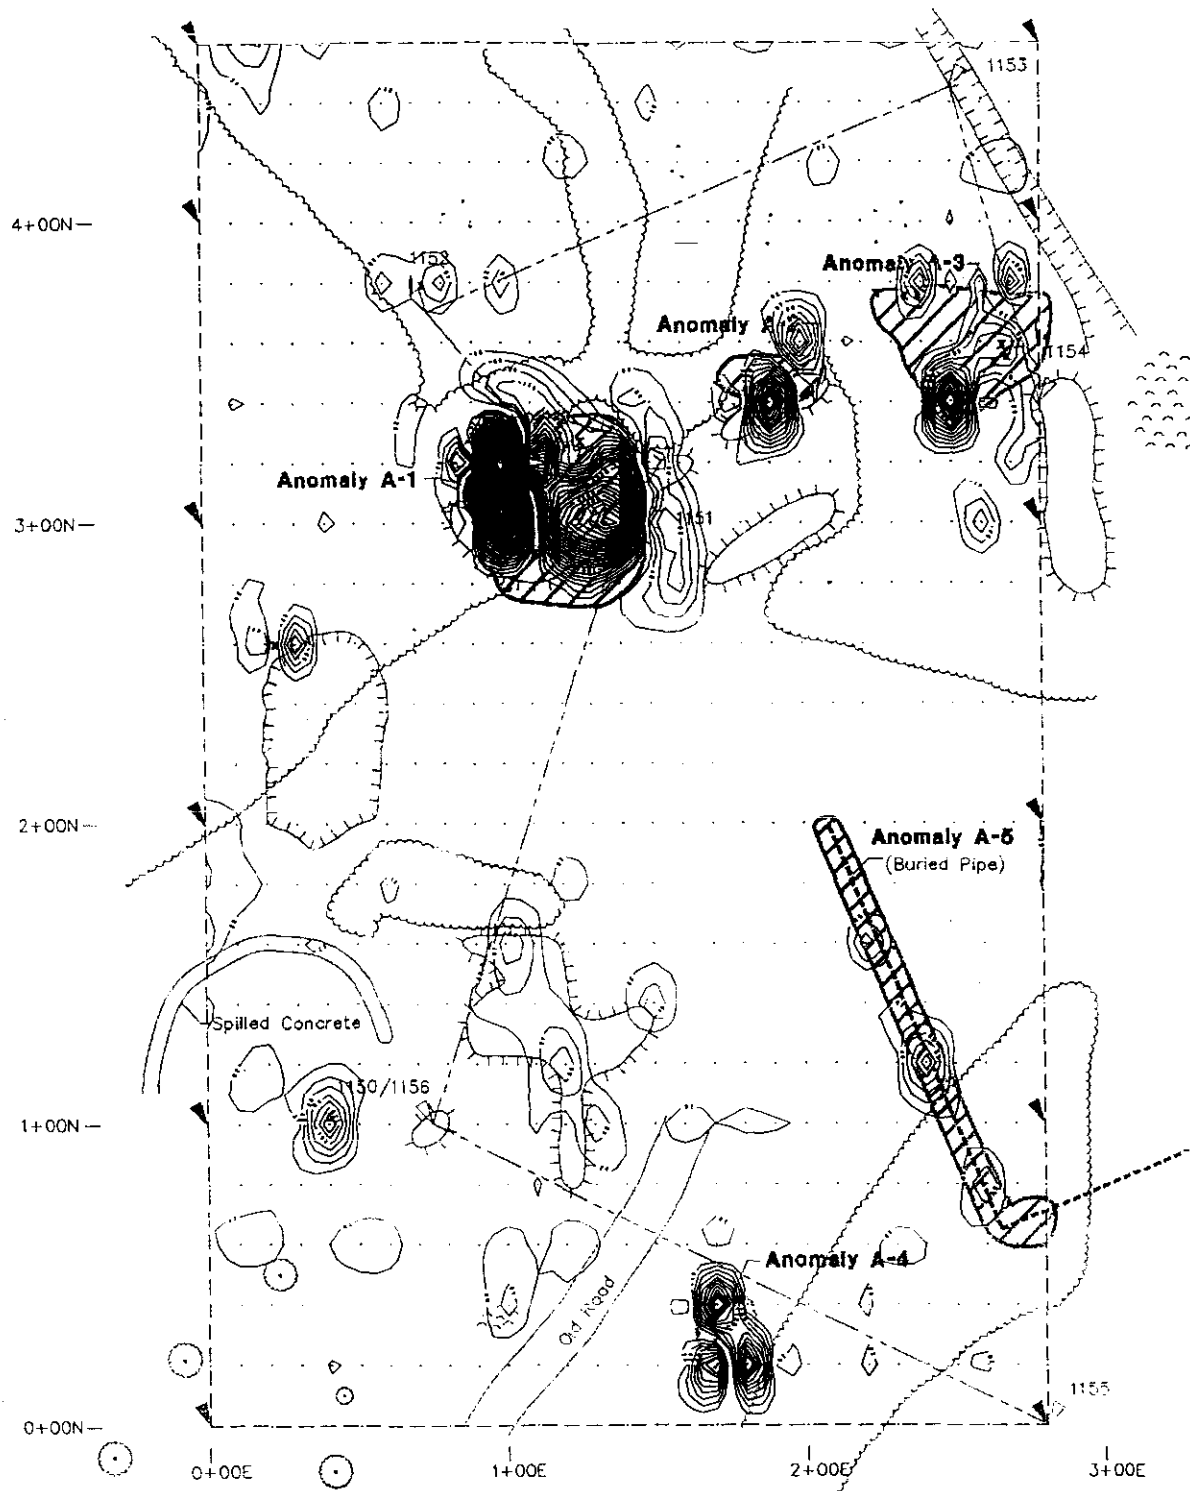 1153
4+00N
1152
Anomaly A-3
Anomaly A-2
1154
Anomaly A-1
3+00N
1151
2+00N
Anomaly A-5
(Buried Pipe)
Spilled Concrete
1150/1156
1+00N
Anomaly A-4
Old Road
1155
0+00N
0+00E
1+00E
2+00E
3+00E